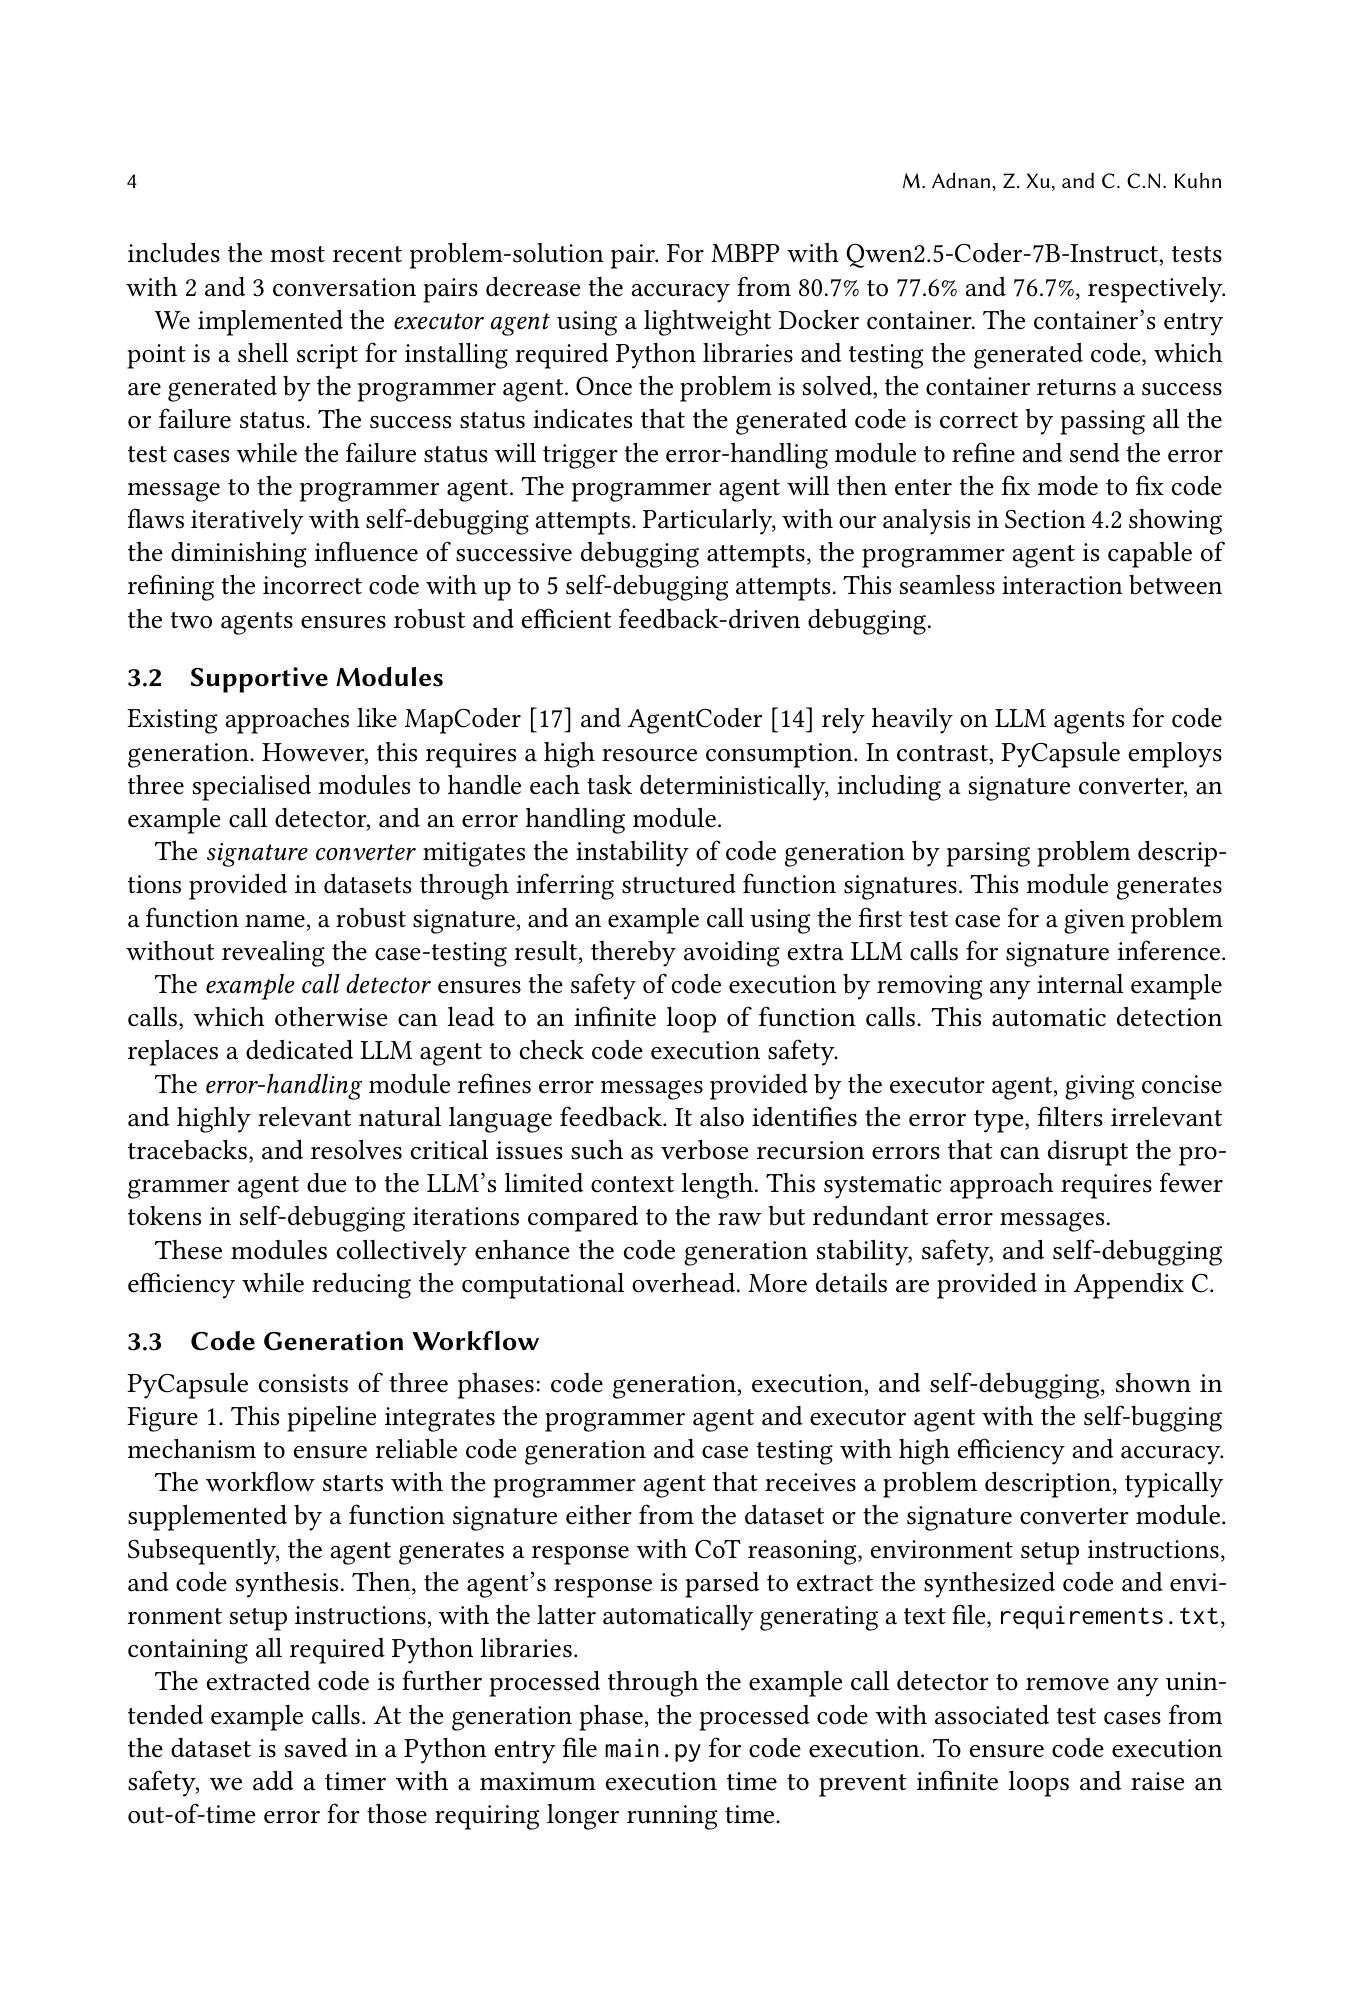 4
M. Adnan, Z. Xu, and C. C.N. Kuhn
includes the most recent problem-solution pair. For MBPP with Qwen2.5-Coder-7B-Instruct, tests
with 2 and 3 conversation pairs decrease the accuracy from 80.7% to 77.6% and 76.7%, respectively.
We implemented the executor agent using a lightweight Docker container. The container's entry
point is a shell script for installing required Python libraries and testing the generated code, which
are generated by the programmer agent. Once the problem is solved, the container returns a success
or failure status. The success status indicates that the generated code is correct by passing all the
test cases while the failure status will trigger the error-handling module to refine and send the error
message to the programmer agent. The programmer agent will then enter the fix mode to fix code
flaws iteratively with self-debugging attempts. Particularly, with our analysis in Section 4.2 showing
the diminishing influence of successive debugging attempts, the programmer agent is capable of
refining the incorrect code with up to 5 self-debugging attempts. This seamless interaction between
the two agents ensures robust and efficient feedback-driven debugging.
3.2 Supportive Modules
Existing approaches like MapCoder [17] and AgentCoder [14] rely heavily on LLM agents for code
generation. However, this requires a high resource consumption. In contrast, PyCapsule employs
three specialised modules to handle each task deterministically, including a signature converter, an
example call detector, and an error handling module.
The signature converter mitigates the instability of code generation by parsing problem descrip-
tions provided in datasets through inferring structured function signatures. This module generates
a function name, a robust signature, and an example call using the first test case for a given problem
without revealing the case-testing result, thereby avoiding extra LLM calls for signature inference.
The example call detector ensures the safety of code execution by removing any internal example
calls, which otherwise can lead to an infinite loop of function calls. This automatic detection
replaces a dedicated LLM agent to check code execution safety.
The error-handling module refines error messages provided by the executor agent, giving concise
and highly relevant natural language feedback. It also identifies the error type, filters irrelevant
tracebacks, and resolves critical issues such as verbose recursion errors that can disrupt the pro-
grammer agent due to the LLM's limited context length. This systematic approach requires fewer
tokens in self-debugging iterations compared to the raw but redundant error messages.
These modules collectively enhance the code generation stability, safety, and self-debugging
efficiency while reducing the computational overhead. More details are provided in Appendix C.
3.3 Code Generation Workflow
PyCapsule consists of three phases: code generation, execution, and self-debugging, shown in
Figure 1. This pipeline integrates the programmer agent and executor agent with the self-bugging
mechanism to ensure reliable code generation and case testing with high efficiency and accuracy.
The workflow starts with the programmer agent that receives a problem description, typically
supplemented by a function signature either from the dataset or the signature converter module.
Subsequently, the agent generates a response with CoT reasoning, environment setup instructions,
and code synthesis. Then, the agent's response is parsed to extract the synthesized code and envi-
ronment setup instructions, with the latter automatically generating a text file, requirements.txt,
containing all required Python libraries.
The extracted code is further processed through the example call detector to remove any unin-
tended example calls. At the generation phase, the processed code with associated test cases from
the dataset is saved in a Python entry file main.py for code execution. To ensure code execution
safety, we add a timer with a maximum execution time to prevent infinite loops and raise an
out-of-time error for those requiring longer running time.